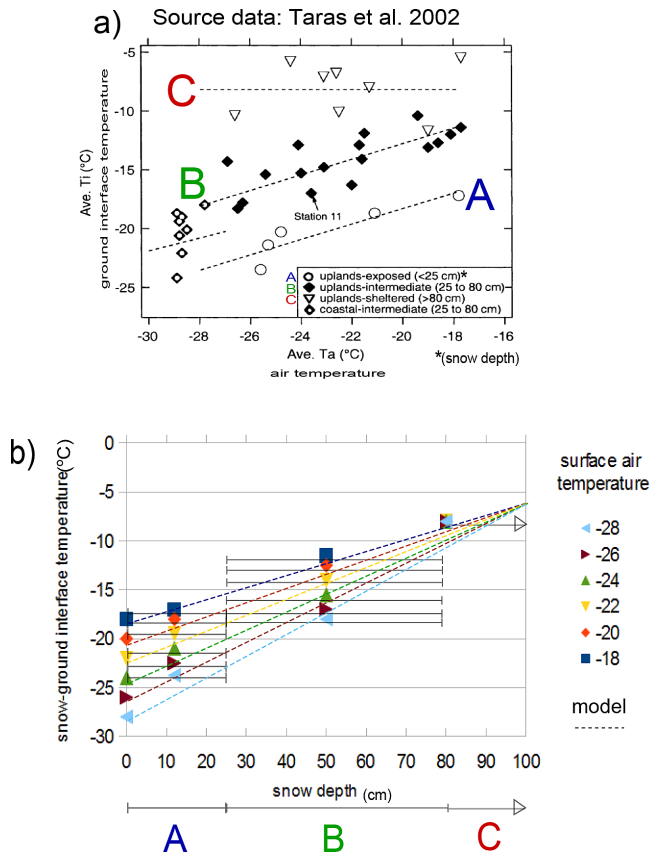 Source data: Taras et al. 2002
a)
Ave. Ti (°C)
ground interface temperature
-5
-10
-15
-20
-25
C
B
A
Station 11
A ○ uplands-exposed (<25 cm)*
B ◆ uplands-intermediate (25 to 80 cm)
C ▽ uplands-sheltered (>80 cm)
◇ coastal-intermediate (25 to 80 cm)
-30 -28 -26 -24 -22 -20 -18 -16
Ave. Ta (°C)
air temperature
*(snow depth)
b)
snow-ground interface temperature(°C)
0
-5
-10
-15
-20
-25
-30
0 10 20 30 40 50 60 70 80 90 100
snow depth (cm)
A B C
surface air
temperature
-28
-26
-24
-22
-20
-18
model